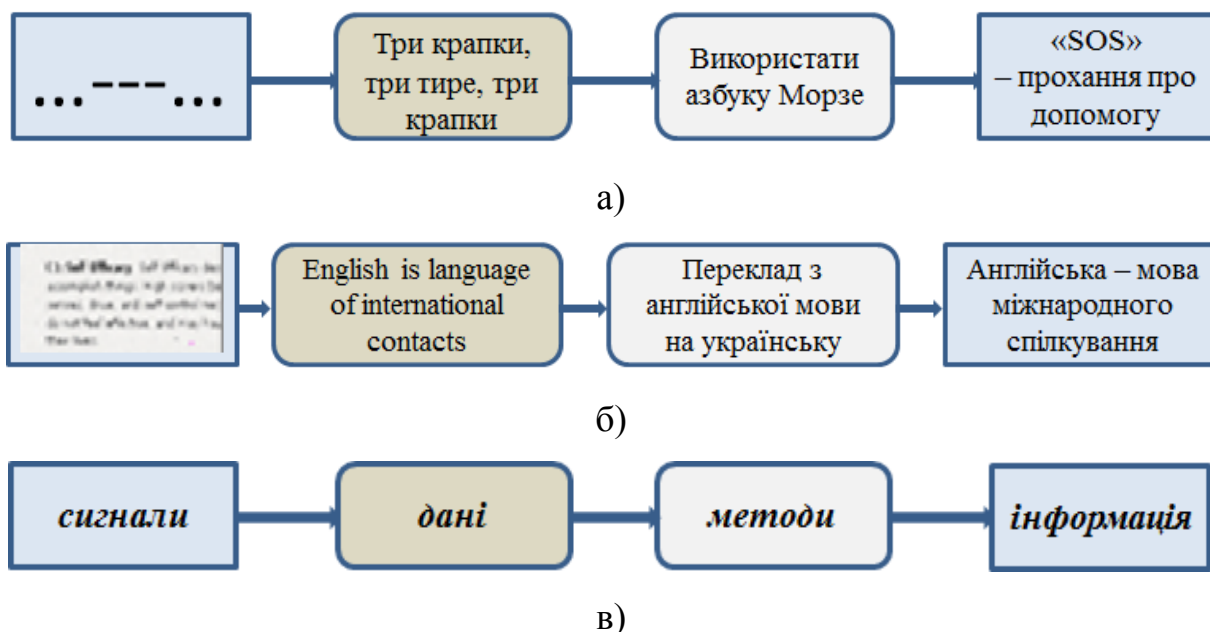 ...---...
Три крапки,
три тире, три
крапки
Використати
азбуку Морзе
«SOS»
– прохання про
допомогу
а)
English is language
of international
contacts
Переклад з
англійської мови
на українську
Англійська – мова
міжнародного
спілкування
б)
сигнали
дані
методи
інформація
в)